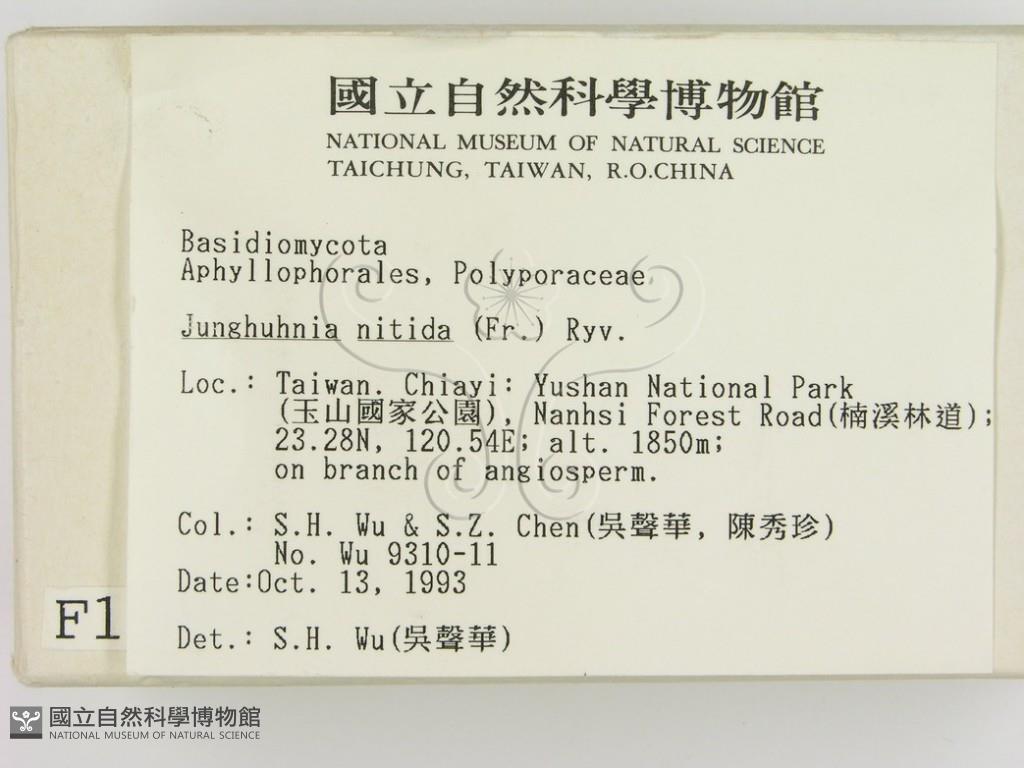 國立自然科學博物館
NATIONAL MUSEUM OF NATURAL SCIENCE
TAICHUNG, TAIWAN, R.O.CHINA
Basidiomycota
Aphyllophorales, Polyporaceae
Junghuhnia nitida (Fr.) Ryv.
Loc.: Taiwan. Chiayi: Yushan National Park
(玉山國家公園), Nanhsi Forest Road(楠溪林道);
23.28N, 120.54E; alt. 1850m;
on branch of angiosperm.
Col.: S.H. Wu & S.Z. Chen(吳聲華, 陳秀珍)
No. Wu 9310-11
Date:Oct. 13, 1993
F1
Det.: S.H. Wu(吳聲華)
國立自然科學博物館
NATIONAL MUSEUM OF NATURAL SCIENCE